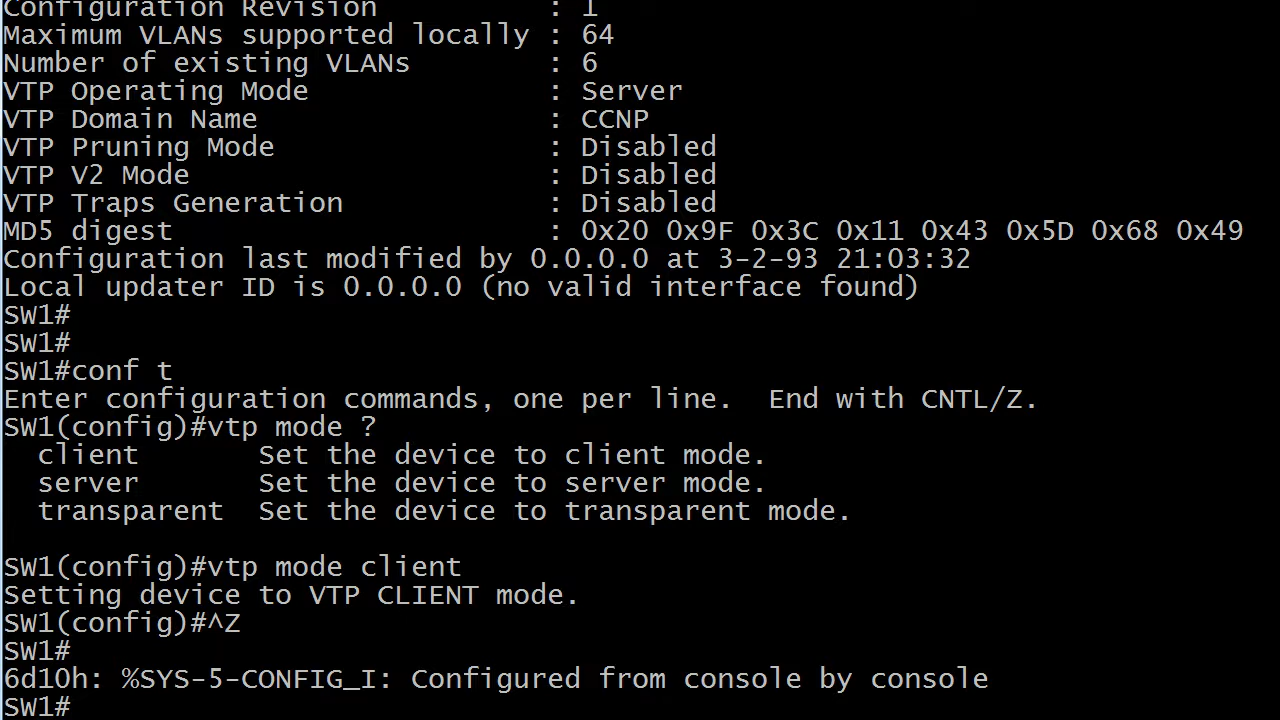 Configuration Revision          : 1
Maximum VLANs supported locally : 64
Number of existing VLANs        : 6
VTP Operating Mode              : Server
VTP Domain Name                 : CCNP
VTP Pruning Mode                : Disabled
VTP V2 Mode                     : Disabled
VTP Traps Generation            : Disabled
MD5 digest                      : 0x20 0x9F 0x3C 0x11 0x43 0x5D 0x68 0x49
Configuration last modified by 0.0.0.0 at 3-2-93 21:03:32
Local updater ID is 0.0.0.0 (no valid interface found)
SW1#
SW1#
SW1#conf t
Enter configuration commands, one per line.  End with CNTL/Z.
SW1(config)#vtp mode ?
  client       Set the device to client mode.
  server       Set the device to server mode.
  transparent  Set the device to transparent mode.
SW1(config)#vtp mode client
Setting device to VTP CLIENT mode.
SW1(config)#^Z
SW1#
6d10h: %SYS-5-CONFIG_I: Configured from console by console
SW1#